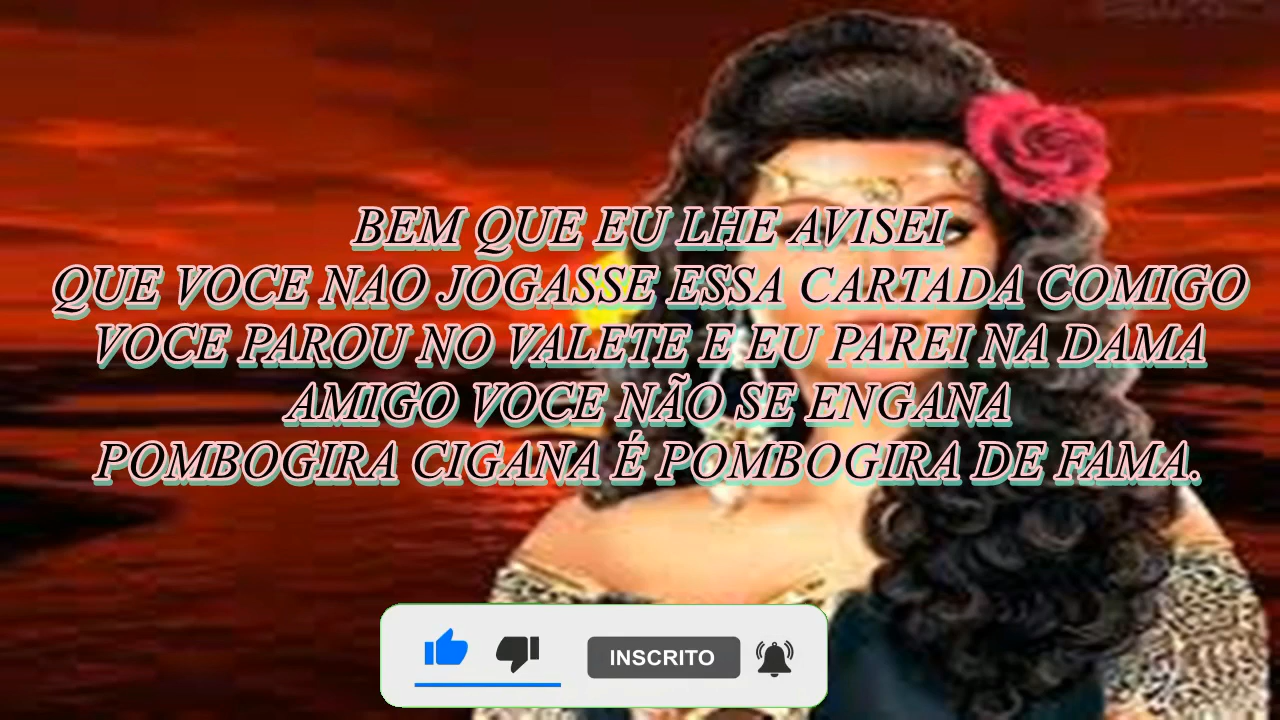 BEM QUE EU LHE AVISEI
QUE VOCE NAO JOGASSE ESSA CARTADA COMIGO
VOCE PAROU NO VALETE E EU PAREI NA DAMA
AMIGO VOCE NÃO SE ENGANA
POMBOGIRA CIGANA É POMBOGIRA DE FAMA.
INSCRITO